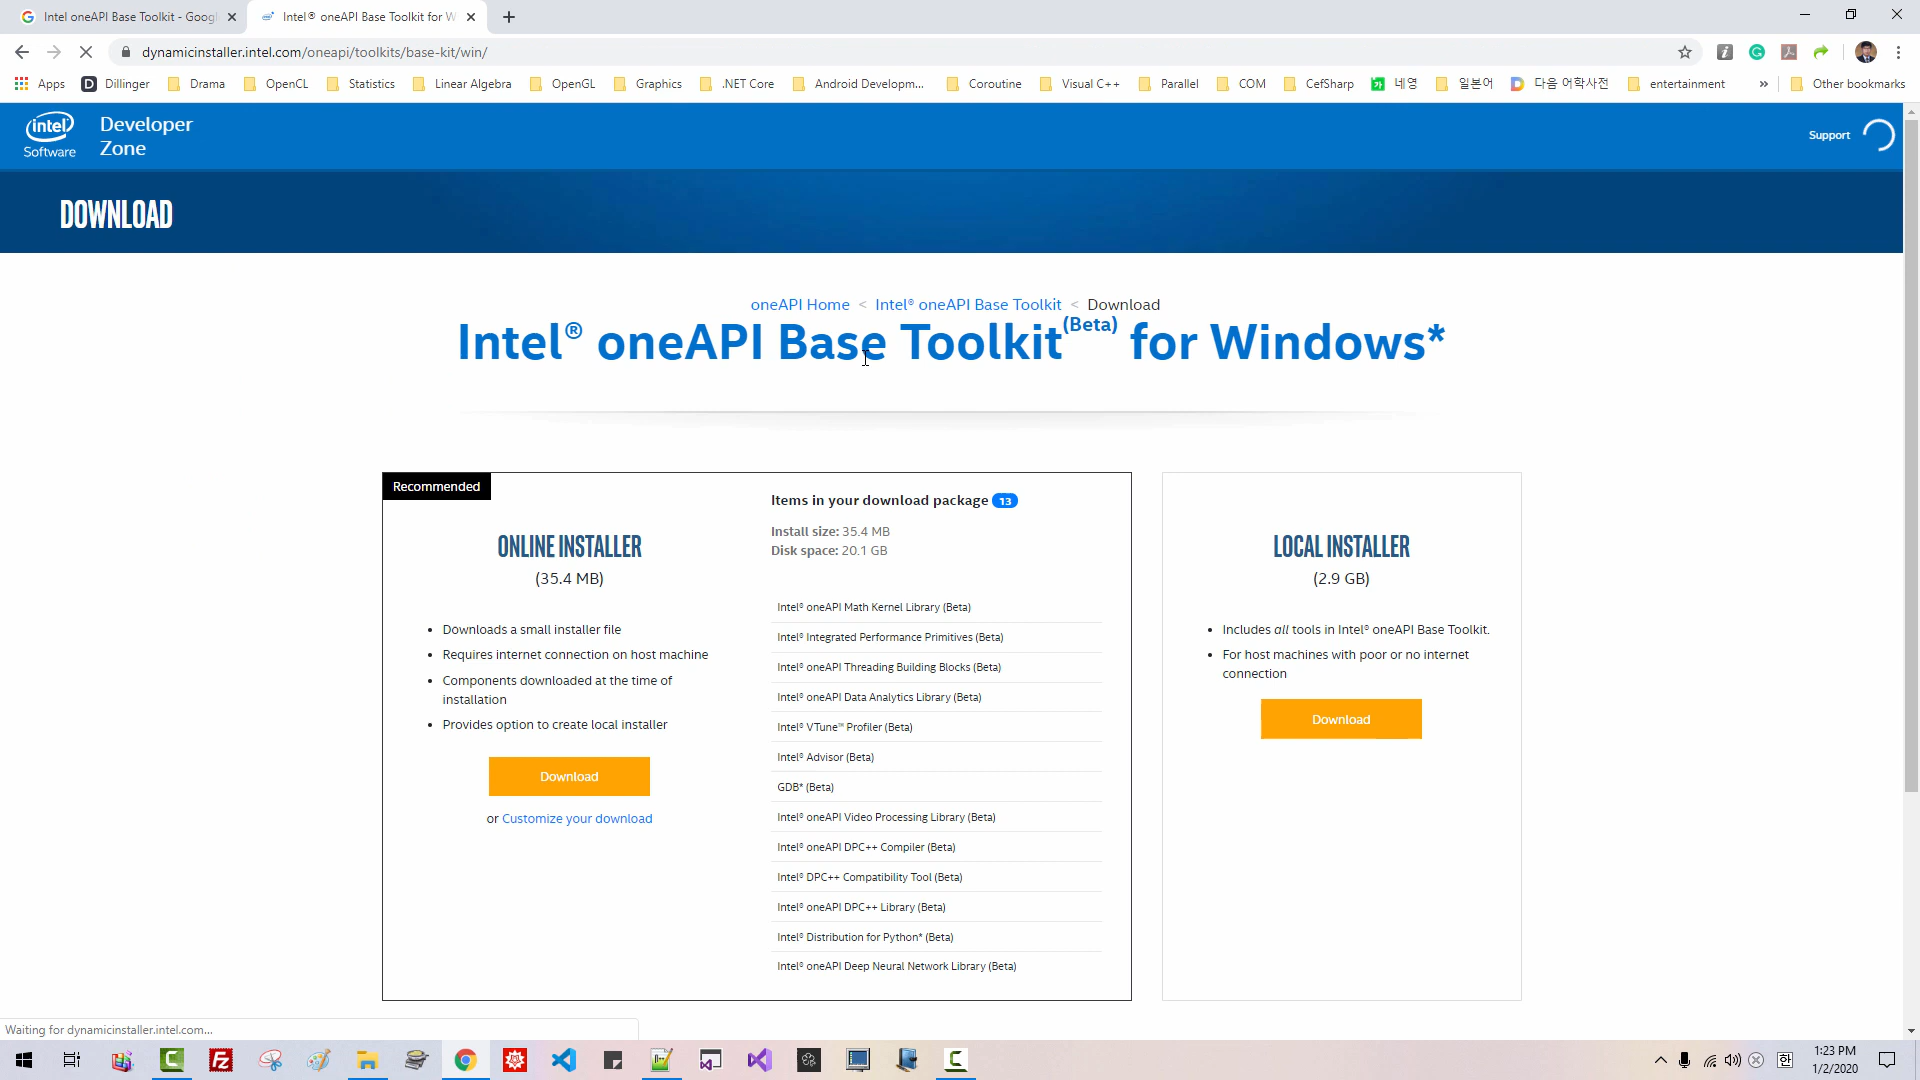 Intel oneAPI Base Toolkit - Googl
Intel® oneAPI Base Toolkit for W
dynamicinstaller.intel.com/oneapi/toolkits/base-kit/win/
Apps
Dillinger
Drama
OpenCL
Statistics
Linear Algebra
OpenGL
Graphics
.NET Core
Android Developm...
Coroutine
Visual C++
Parallel
COM
CefSharp
네영
일본어
다음 어학사전
entertainment
»
Other bookmarks
intel
Software
Developer
Zone
Support
DOWNLOAD
oneAPI Home < Intel® oneAPI Base Toolkit < Download
Intel® oneAPI Base Toolkit(Beta) for Windows*
Recommended
ONLINE INSTALLER
(35.4 MB)
• Downloads a small installer file
• Requires internet connection on host machine
• Components downloaded at the time of
installation
• Provides option to create local installer
Download
or Customize your download
Items in your download package 13
Install size: 35.4 MB
Disk space: 20.1 GB
Intel® oneAPI Math Kernel Library (Beta)
Intel® Integrated Performance Primitives (Beta)
Intel® oneAPI Threading Building Blocks (Beta)
Intel® oneAPI Data Analytics Library (Beta)
Intel® VTune™ Profiler (Beta)
Intel® Advisor (Beta)
GDB* (Beta)
Intel® oneAPI Video Processing Library (Beta)
Intel® oneAPI DPC++ Compiler (Beta)
Intel® DPC++ Compatibility Tool (Beta)
Intel® oneAPI DPC++ Library (Beta)
Intel® Distribution for Python* (Beta)
Intel® oneAPI Deep Neural Network Library (Beta)
LOCAL INSTALLER
(2.9 GB)
• Includes all tools in Intel® oneAPI Base Toolkit.
• For host machines with poor or no internet
connection
Download
Waiting for dynamicinstaller.intel.com...
한
1:23 PM
1/2/2020